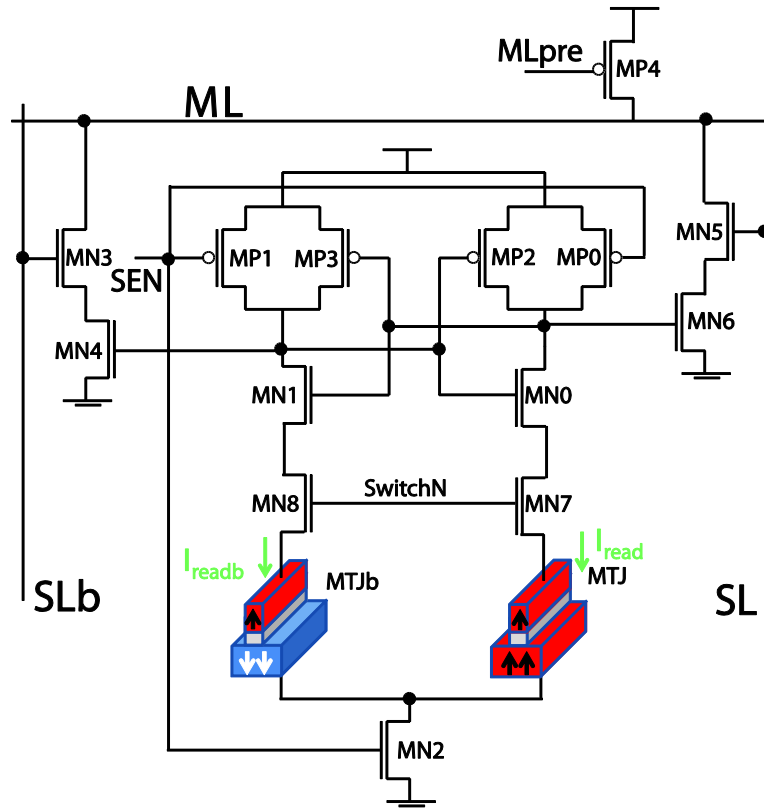 MLpre
MP4
ML
MN3
SEN
MP1
MP3
MP2
MP0
MN5
MN6
MN4
MN1
MN0
MN8
SwitchN
MN7
Ireadb
Iread
MTJb
MTJ
SLb
SL
MN2